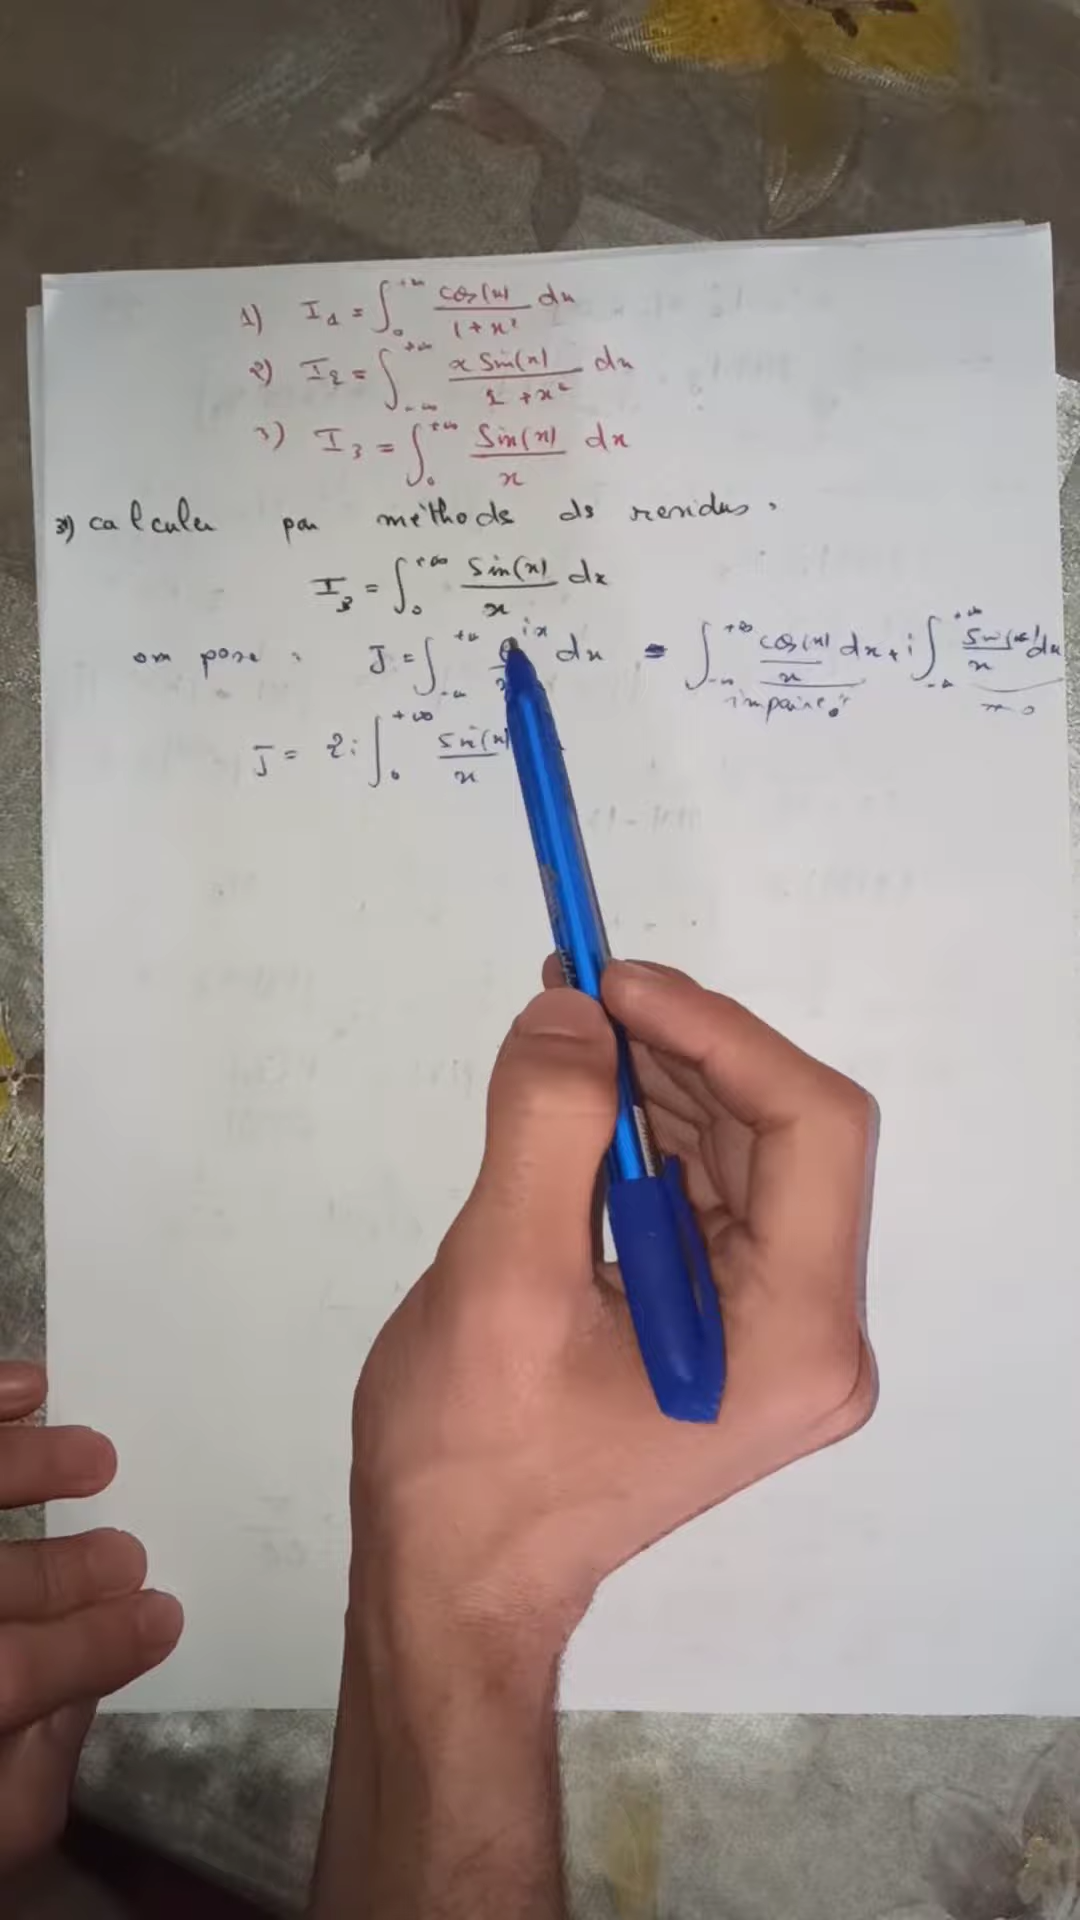 1) I₁ = ∫₀^{+∞} cos(x)/(1+x²) dx
2) I₂ = ∫_{-∞}^{+∞} x sin(x)/(1+x²) dx
3) I₃ = ∫₀^{+∞} Sin(x)/x dx
3) calculer par méthode de residus.
I₃ = ∫₀^{+∞} Sin(x)/x dx
on pose : J = ∫_{-∞}^{+∞} e^{ix}/x dx = ∫_{-∞}^{+∞} cos(x)/x dx + i ∫_{-∞}^{+∞} Sin(x)/x dx
impaire
J = 2i ∫₀^{+∞} Sin(x)/x